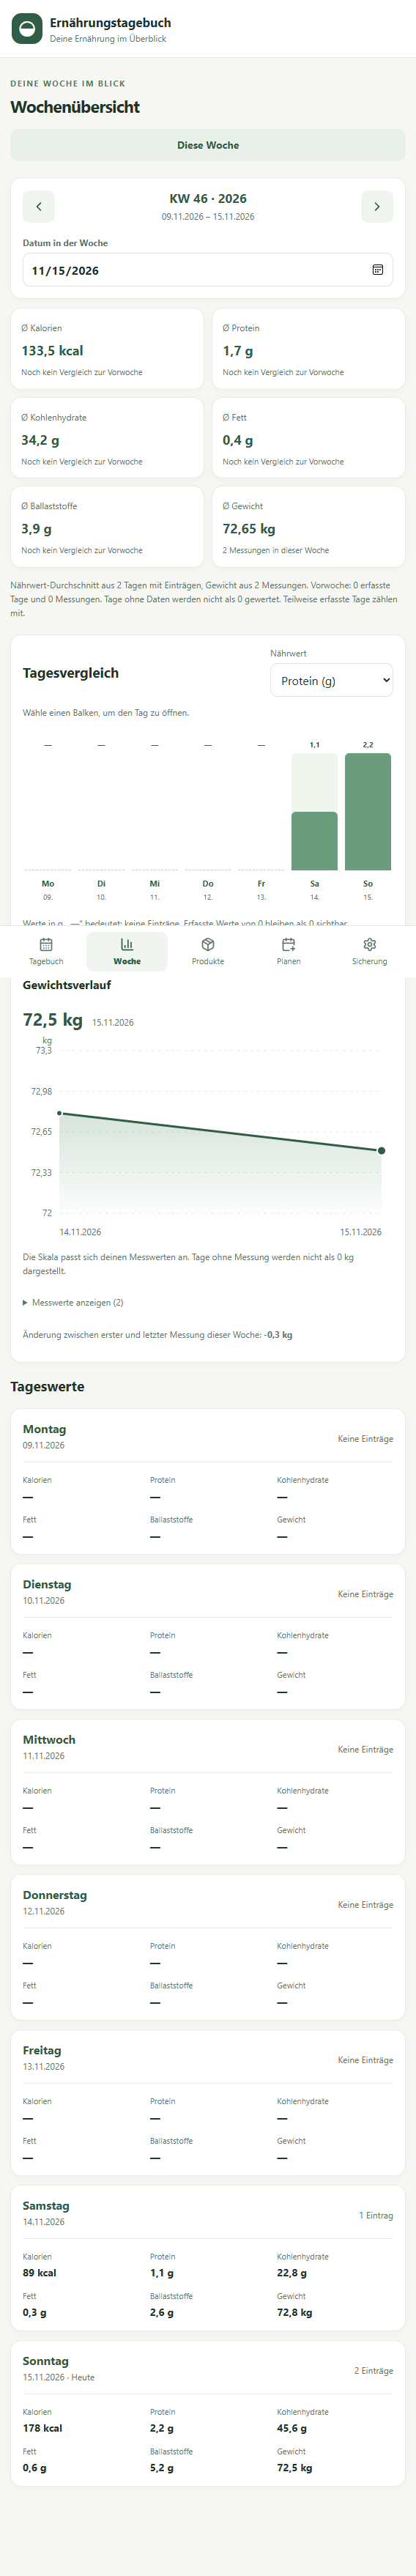 Ernährungstagebuch
Deine Ernährung im Überblick
DEINE WOCHE IM BLICK
Wochenübersicht
Diese Woche
KW 46 · 2026
09.11.2026 – 15.11.2026
Datum in der Woche
11/15/2026
Ø Kalorien
133,5 kcal
Noch kein Vergleich zur Vorwoche
Ø Protein
1,7 g
Noch kein Vergleich zur Vorwoche
Ø Kohlenhydrate
34,2 g
Noch kein Vergleich zur Vorwoche
Ø Fett
0,4 g
Noch kein Vergleich zur Vorwoche
Ø Ballaststoffe
3,9 g
Noch kein Vergleich zur Vorwoche
Ø Gewicht
72,65 kg
2 Messungen in dieser Woche
Nährwert-Durchschnitt aus 2 Tagen mit Einträgen, Gewicht aus 2 Messungen. Vorwoche: 0 erfasste
Tage und 0 Messungen. Tage ohne Daten werden nicht als 0 gewertet. Teilweise erfasste Tage zählen
mit.
Tagesvergleich
Nährwert
Protein (g)
Wähle einen Balken, um den Tag zu öffnen.
— — — — — 1,1 2,2
Mo Di Mi Do Fr Sa So
09. 10. 11. 12. 13. 14. 15.
Werte in g. „—“ bedeutet: keine Einträge. Erfasste Werte von 0 bleiben als 0 sichtbar.
Tagebuch Woche Produkte Planen Sicherung
Gewichtsverlauf
72,5 kg 15.11.2026
kg
73,3
72,98
72,65
72,33
72
14.11.2026 15.11.2026
Die Skala passt sich deinen Messwerten an. Tage ohne Messung werden nicht als 0 kg
dargestellt.
Messwerte anzeigen (2)
Änderung zwischen erster und letzter Messung dieser Woche: -0,3 kg
Tageswerte
Montag
09.11.2026
Keine Einträge
Kalorien Protein Kohlenhydrate
— — —
Fett Ballaststoffe Gewicht
— — —
Dienstag
10.11.2026
Keine Einträge
Kalorien Protein Kohlenhydrate
— — —
Fett Ballaststoffe Gewicht
— — —
Mittwoch
11.11.2026
Keine Einträge
Kalorien Protein Kohlenhydrate
— — —
Fett Ballaststoffe Gewicht
— — —
Donnerstag
12.11.2026
Keine Einträge
Kalorien Protein Kohlenhydrate
— — —
Fett Ballaststoffe Gewicht
— — —
Freitag
13.11.2026
Keine Einträge
Kalorien Protein Kohlenhydrate
— — —
Fett Ballaststoffe Gewicht
— — —
Samstag
14.11.2026
1 Eintrag
Kalorien Protein Kohlenhydrate
89 kcal 1,1 g 22,8 g
Fett Ballaststoffe Gewicht
0,3 g 2,6 g 72,8 kg
Sonntag
15.11.2026 · Heute
2 Einträge
Kalorien Protein Kohlenhydrate
178 kcal 2,2 g 45,6 g
Fett Ballaststoffe Gewicht
0,6 g 5,2 g 72,5 kg